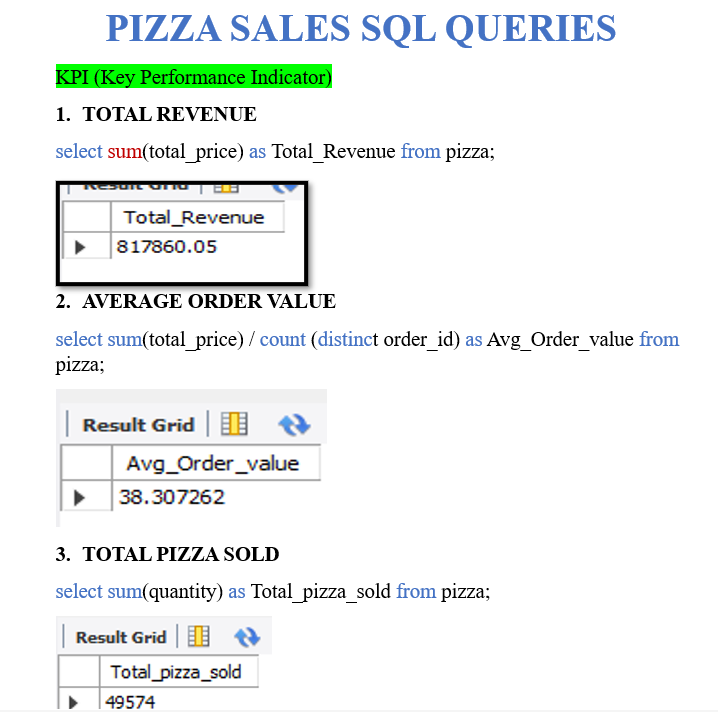 PIZZA SALES SQL QUERIES
KPI (Key Performance Indicator)
1. TOTAL REVENUE
select sum(total_price) as Total_Revenue from pizza;
Result Grid
Total_Revenue
817860.05
2. AVERAGE ORDER VALUE
select sum(total_price) / count (distinct order_id) as Avg_Order_value from
pizza;
Result Grid
Avg_Order_value
38.307262
3. TOTAL PIZZA SOLD
select sum(quantity) as Total_pizza_sold from pizza;
Result Grid
Total_pizza_sold
49574